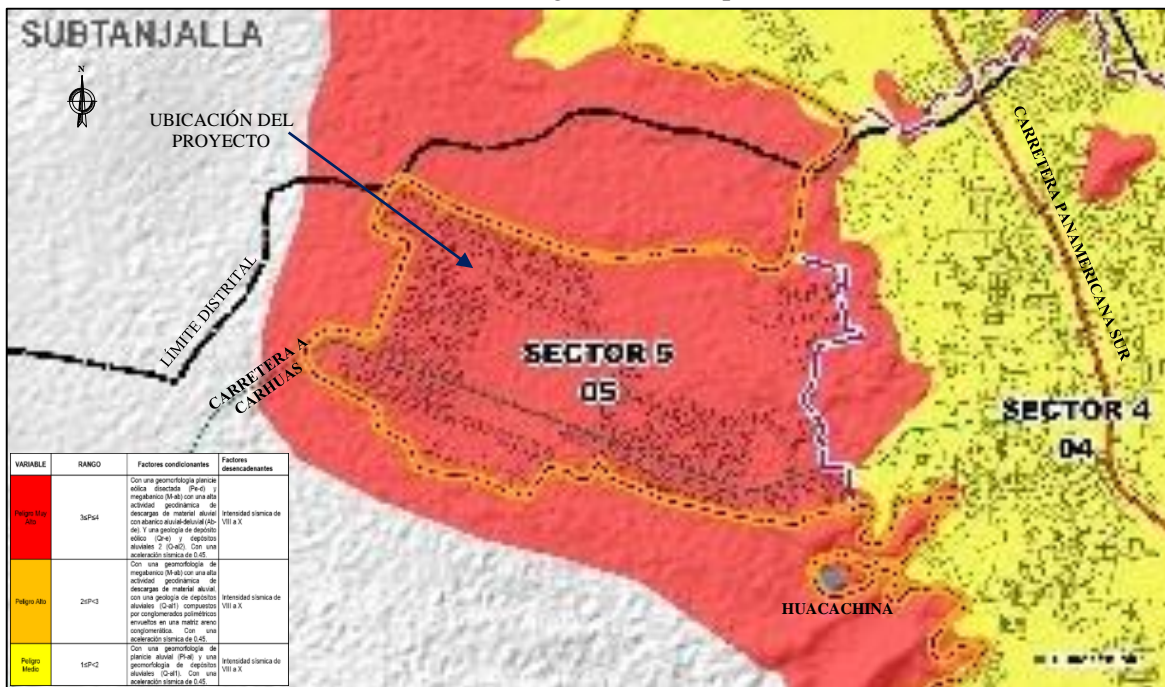 SUBTANJALLA
N
UBICACIÓN DEL
PROYECTO
CARRETERA PANAMERICANA SUR
LÍMITE DISTRITAL
CARRETERA A
CARHUAS
SECTOR 5
05
SECTOR 4
04
HUACACHINA
VARIABLE RANGO Factores condicionantes Factores desencadenantes
Peligro Muy Alto 3≤P≤4 Con una geomorfología planicie eólica disectada (Pe-d) y megabanico (M-ab) con una alta actividad geodinámica de descargas de material aluvial con abanico aluvial-deluvial (Ab-de). Y una geología de depósito eólico (Qr-e) y depósitos aluviales 2 (Q-al2). Con una aceleración sísmica de 0.45. Intensidad sísmica de VIII a X
Peligro Alto 2≤P<3 Con una geomorfología de megabanico (M-ab) con una alta actividad geodinámica de descargas de material aluvial, con una geología de depósitos aluviales (Q-al1) compuestos por conglomerados polimétricos envueltos en una matriz areno conglomerática. Con una aceleración sísmica de 0.45. Intensidad sísmica de VIII a X
Peligro Medio 1≤P<2 Con una geomorfología de planicie aluvial (Pl-al) y una geomorfología de depósitos aluviales (Q-al1). Con una aceleración sísmica de 0.45. Intensidad sísmica de VIII a X